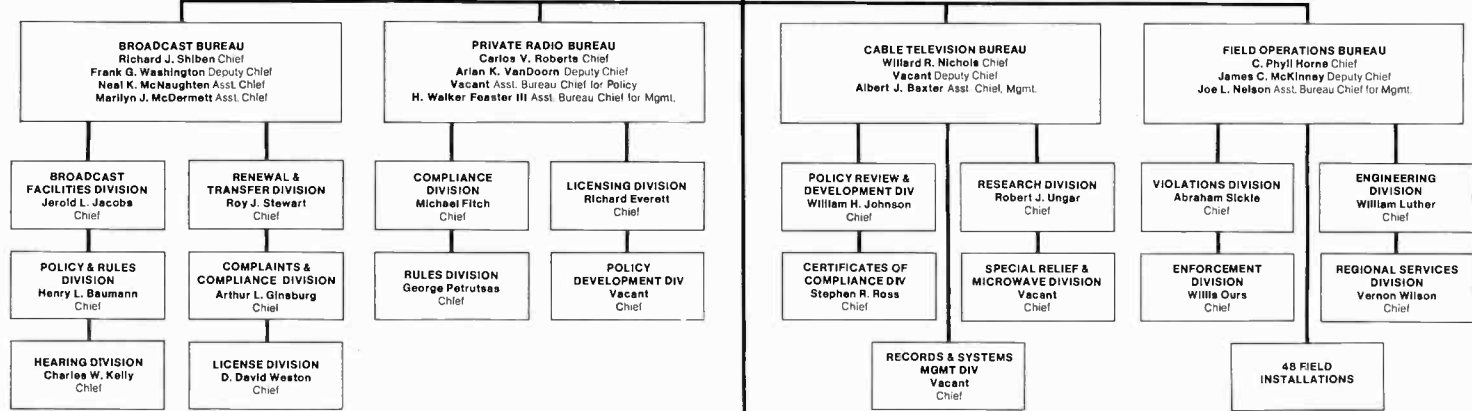 BROADCAST BUREAU
Richard J. Shiben Chief
Frank G. Washington Deputy Chief
Neal K. McNaughten Asst. Chief
Marilyn J. McDermett Asst. Chief
PRIVATE RADIO BUREAU
Carlos V. Roberts Chief
Arlan K. VanDoorn Deputy Chief
Vacant Asst. Bureau Chief for Policy
H. Walker Feaster III Asst. Bureau Chief for Mgmt.
CABLE TELEVISION BUREAU
Willard R. Nichols Chief
Vacant Deputy Chief
Albert J. Baxter Asst. Chief, Mgmt.
FIELD OPERATIONS BUREAU
C. Phyll Horne Chief
James C. McKinney Deputy Chief
Joe L. Nelson Asst. Bureau Chief for Mgmt.
BROADCAST
FACILITIES DIVISION
Jerold L. Jacobs
Chief
RENEWAL &
TRANSFER DIVISION
Roy J. Stewart
Chief
COMPLIANCE
DIVISION
Michael Fitch
Chief
LICENSING DIVISION
Richard Everett
Chief
POLICY REVIEW &
DEVELOPMENT DIV
William H. Johnson
Chief
RESEARCH DIVISION
Robert J. Ungar
Chief
VIOLATIONS DIVISION
Abraham Sickle
Chief
ENGINEERING
DIVISION
William Luther
Chief
POLICY & RULES
DIVISION
Henry L. Baumann
Chief
COMPLAINTS &
COMPLIANCE DIVISION
Arthur L. Ginsburg
Chief
RULES DIVISION
George Petrutsas
Chief
POLICY
DEVELOPMENT DIV
Vacant
Chief
CERTIFICATES OF
COMPLIANCE DIV
Stephen R. Ross
Chief
SPECIAL RELIEF &
MICROWAVE DIVISION
Vacant
Chief
ENFORCEMENT
DIVISION
Willis Ours
Chief
REGIONAL SERVICES
DIVISION
Vernon Wilson
Chief
HEARING DIVISION
Charles W. Kelly
Chief
LICENSE DIVISION
D. David Weston
Chief
RECORDS & SYSTEMS
MGMT DIV
Vacant
Chief
48 FIELD
INSTALLATIONS